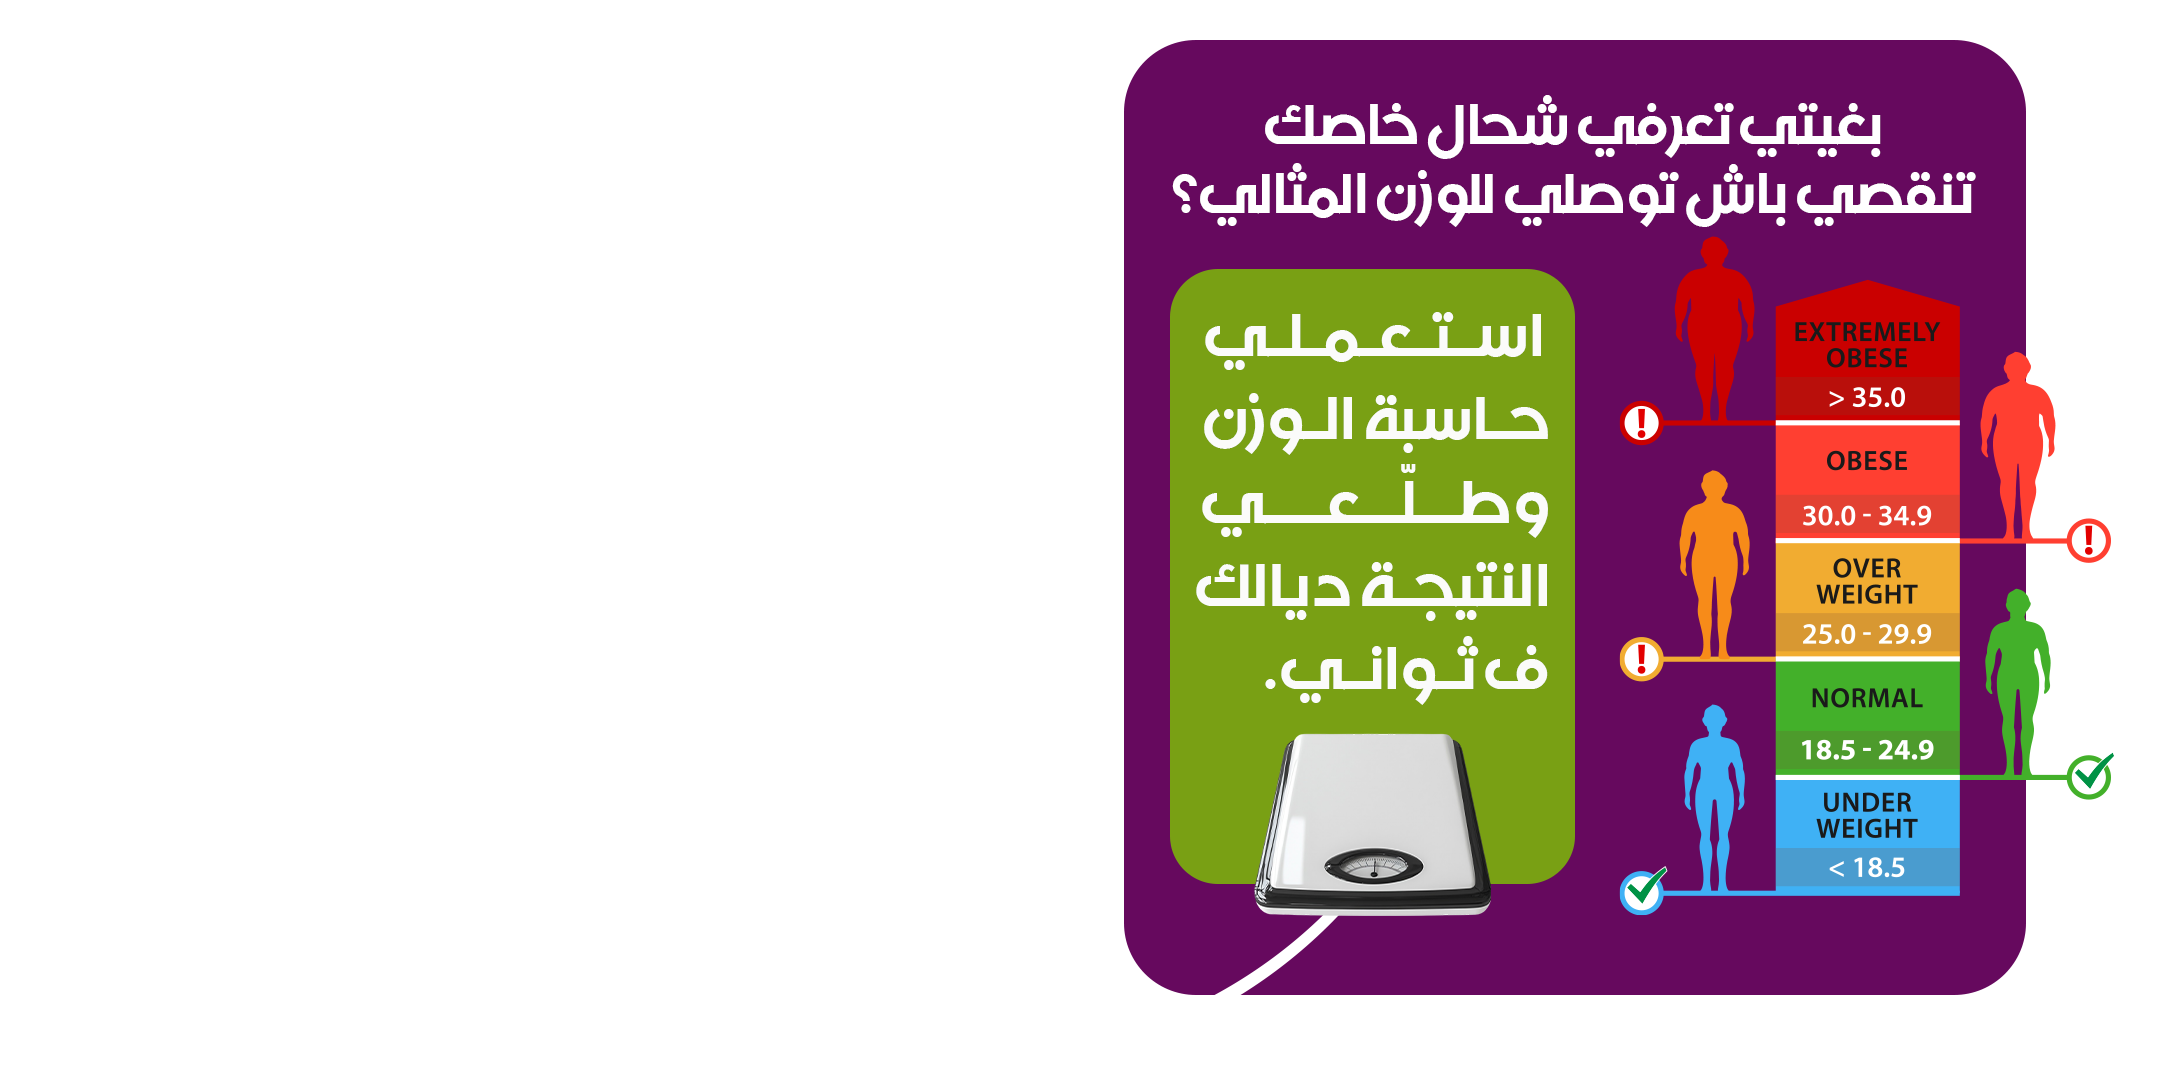 بغيتي تعرفي شحال خاصك
تنقصي باش توصلي للوزن المثالي؟
استعملي
حاسبة الوزن
وطلّعي
النتيجة ديالك
ف ثواني.
EXTREMELY
OBESE
> 35.0
OBESE
30.0 - 34.9
OVER
WEIGHT
25.0 - 29.9
NORMAL
18.5 - 24.9
UNDER
WEIGHT
< 18.5